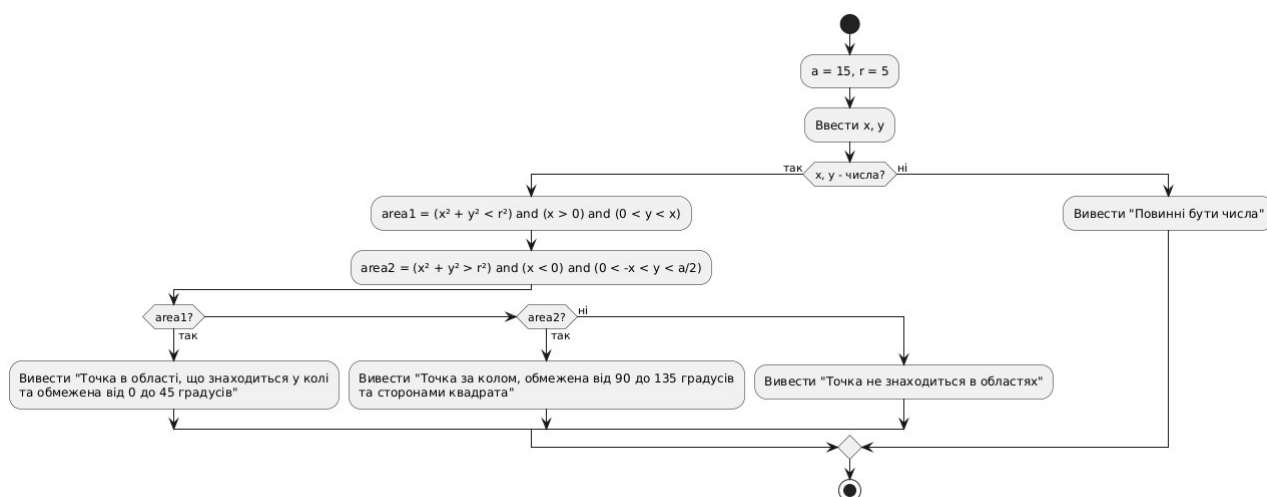 a = 15, r = 5
Ввести x, y
так
x, y - числа?
ні
area1 = (x² + y² < r²) and (x > 0) and (0 < y < x)
Вивести "Повинні бути числа"
area2 = (x² + y² > r²) and (x < 0) and (0 < -x < y < a/2)
area1?
area2?
ні
так
так
Вивести "Точка в області, що знаходиться у колі
та обмежена від 0 до 45 градусів"
Вивести "Точка за колом, обмежена від 90 до 135 градусів
та сторонами квадрата"
Вивести "Точка не знаходиться в областях"